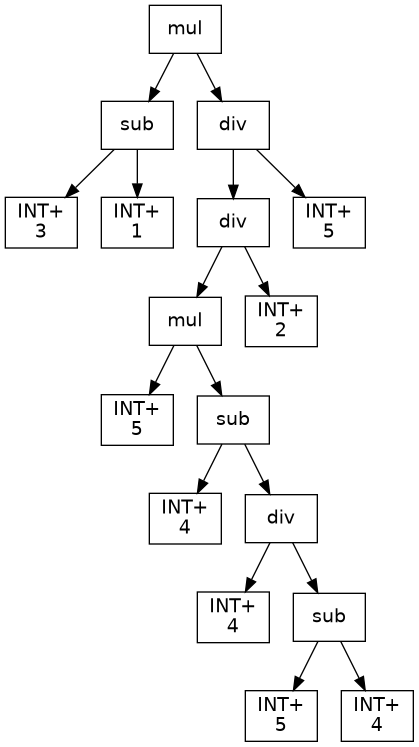 mul
sub
div
INT+
3
INT+
1
div
INT+
5
mul
INT+
2
INT+
5
sub
INT+
4
div
INT+
4
sub
INT+
5
INT+
4